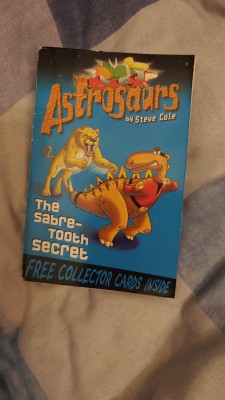 Astrosaurs
by Steve Cole
The
Sabre-
Tooth
Secret
FREE COLLECTOR CARDS INSIDE